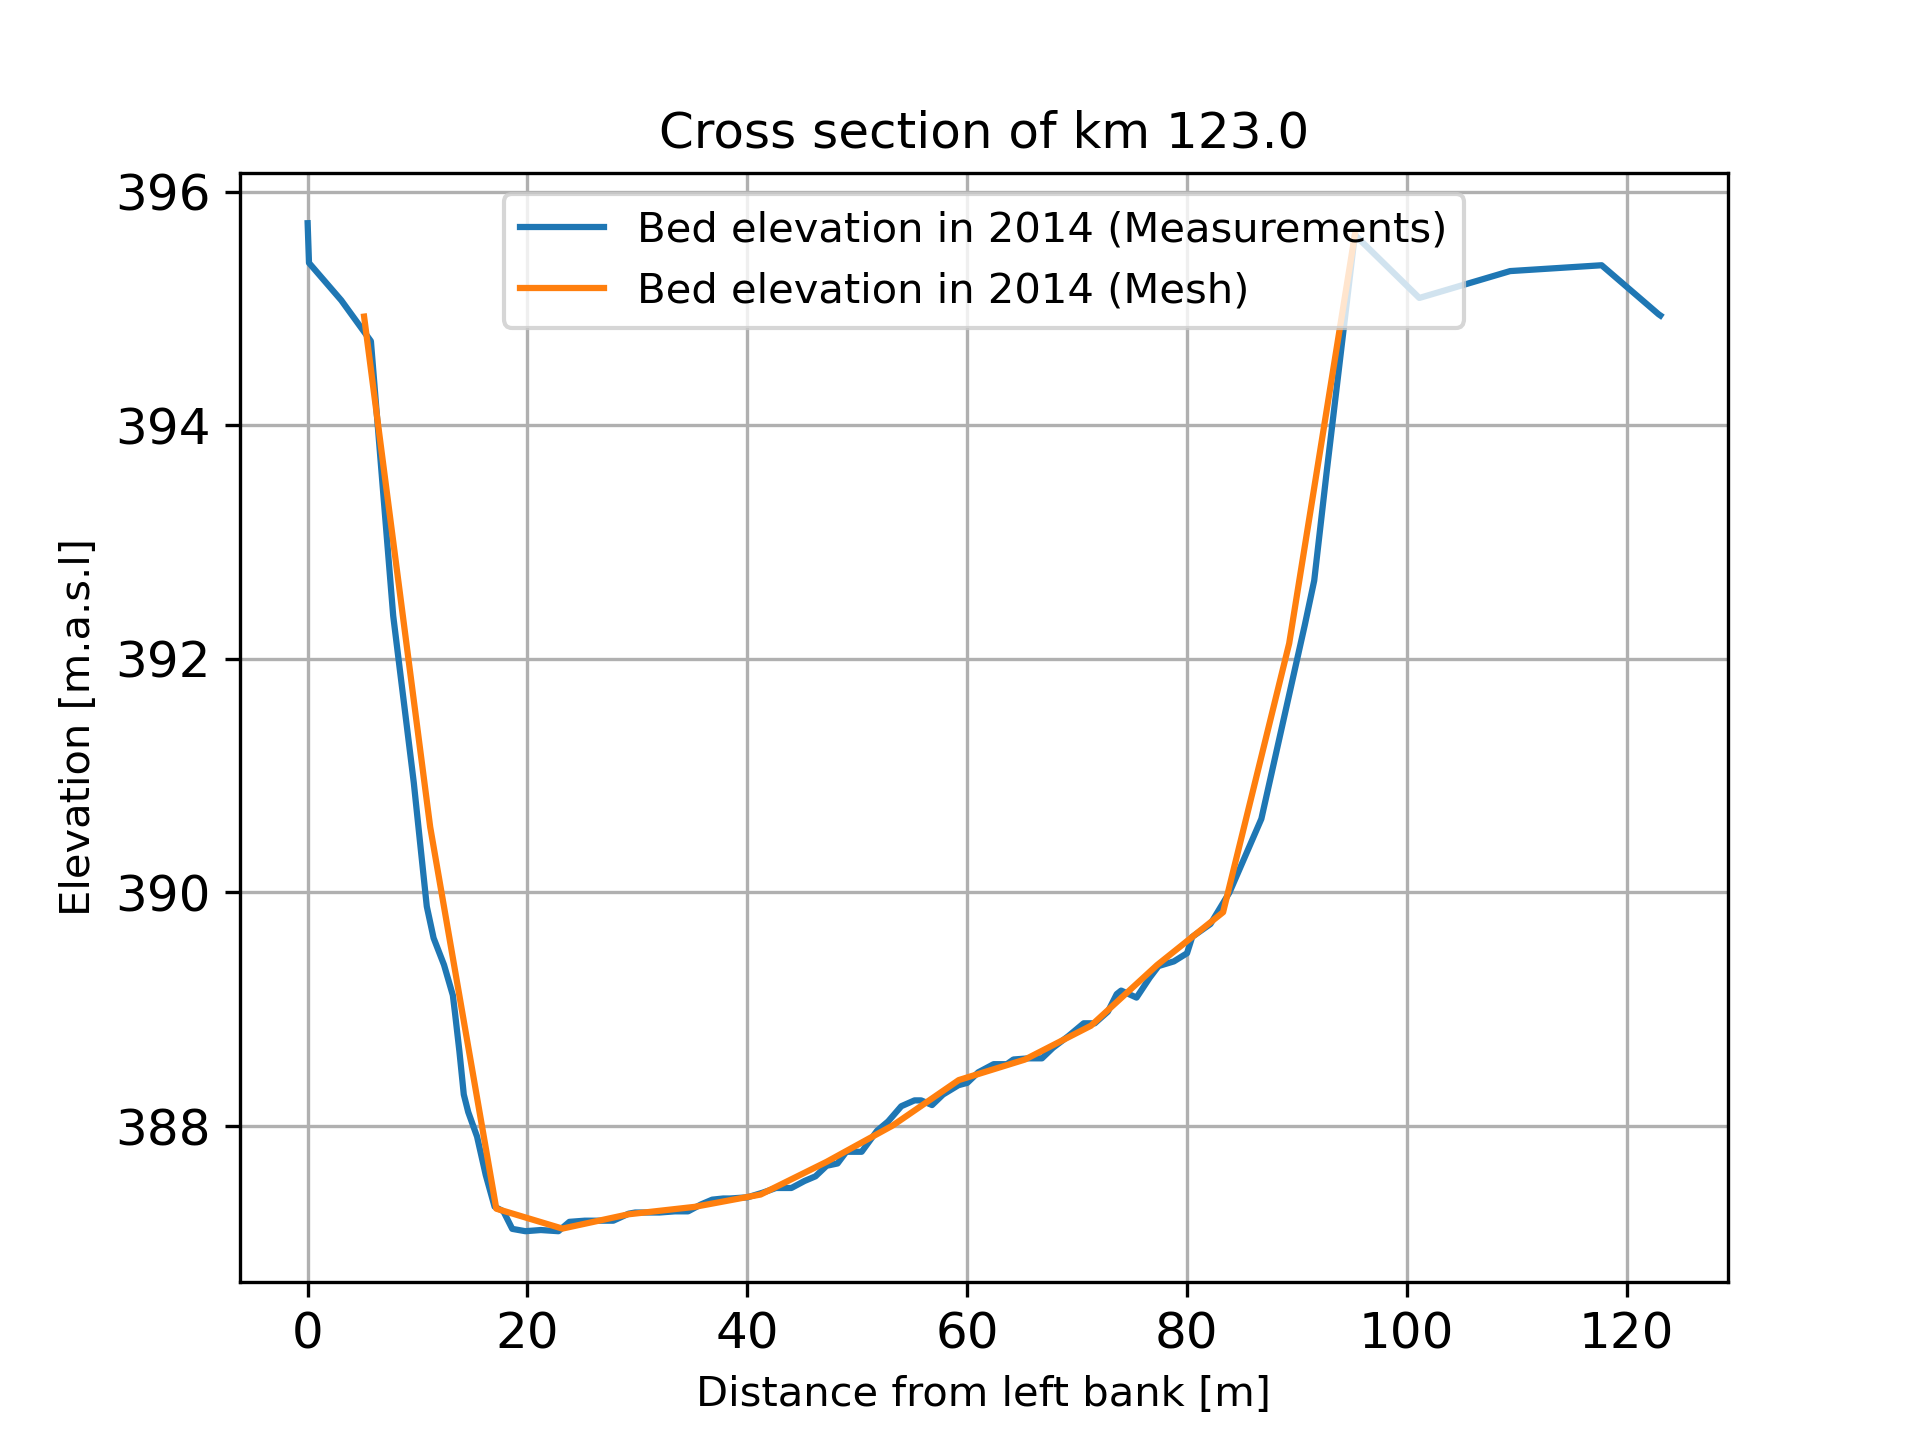 Cross section of km 123.0
396
394
392
390
388
Elevation [m.a.s.l]
Bed elevation in 2014 (Measurements)
Bed elevation in 2014 (Mesh)
0 20 40 60 80 100 120
Distance from left bank [m]